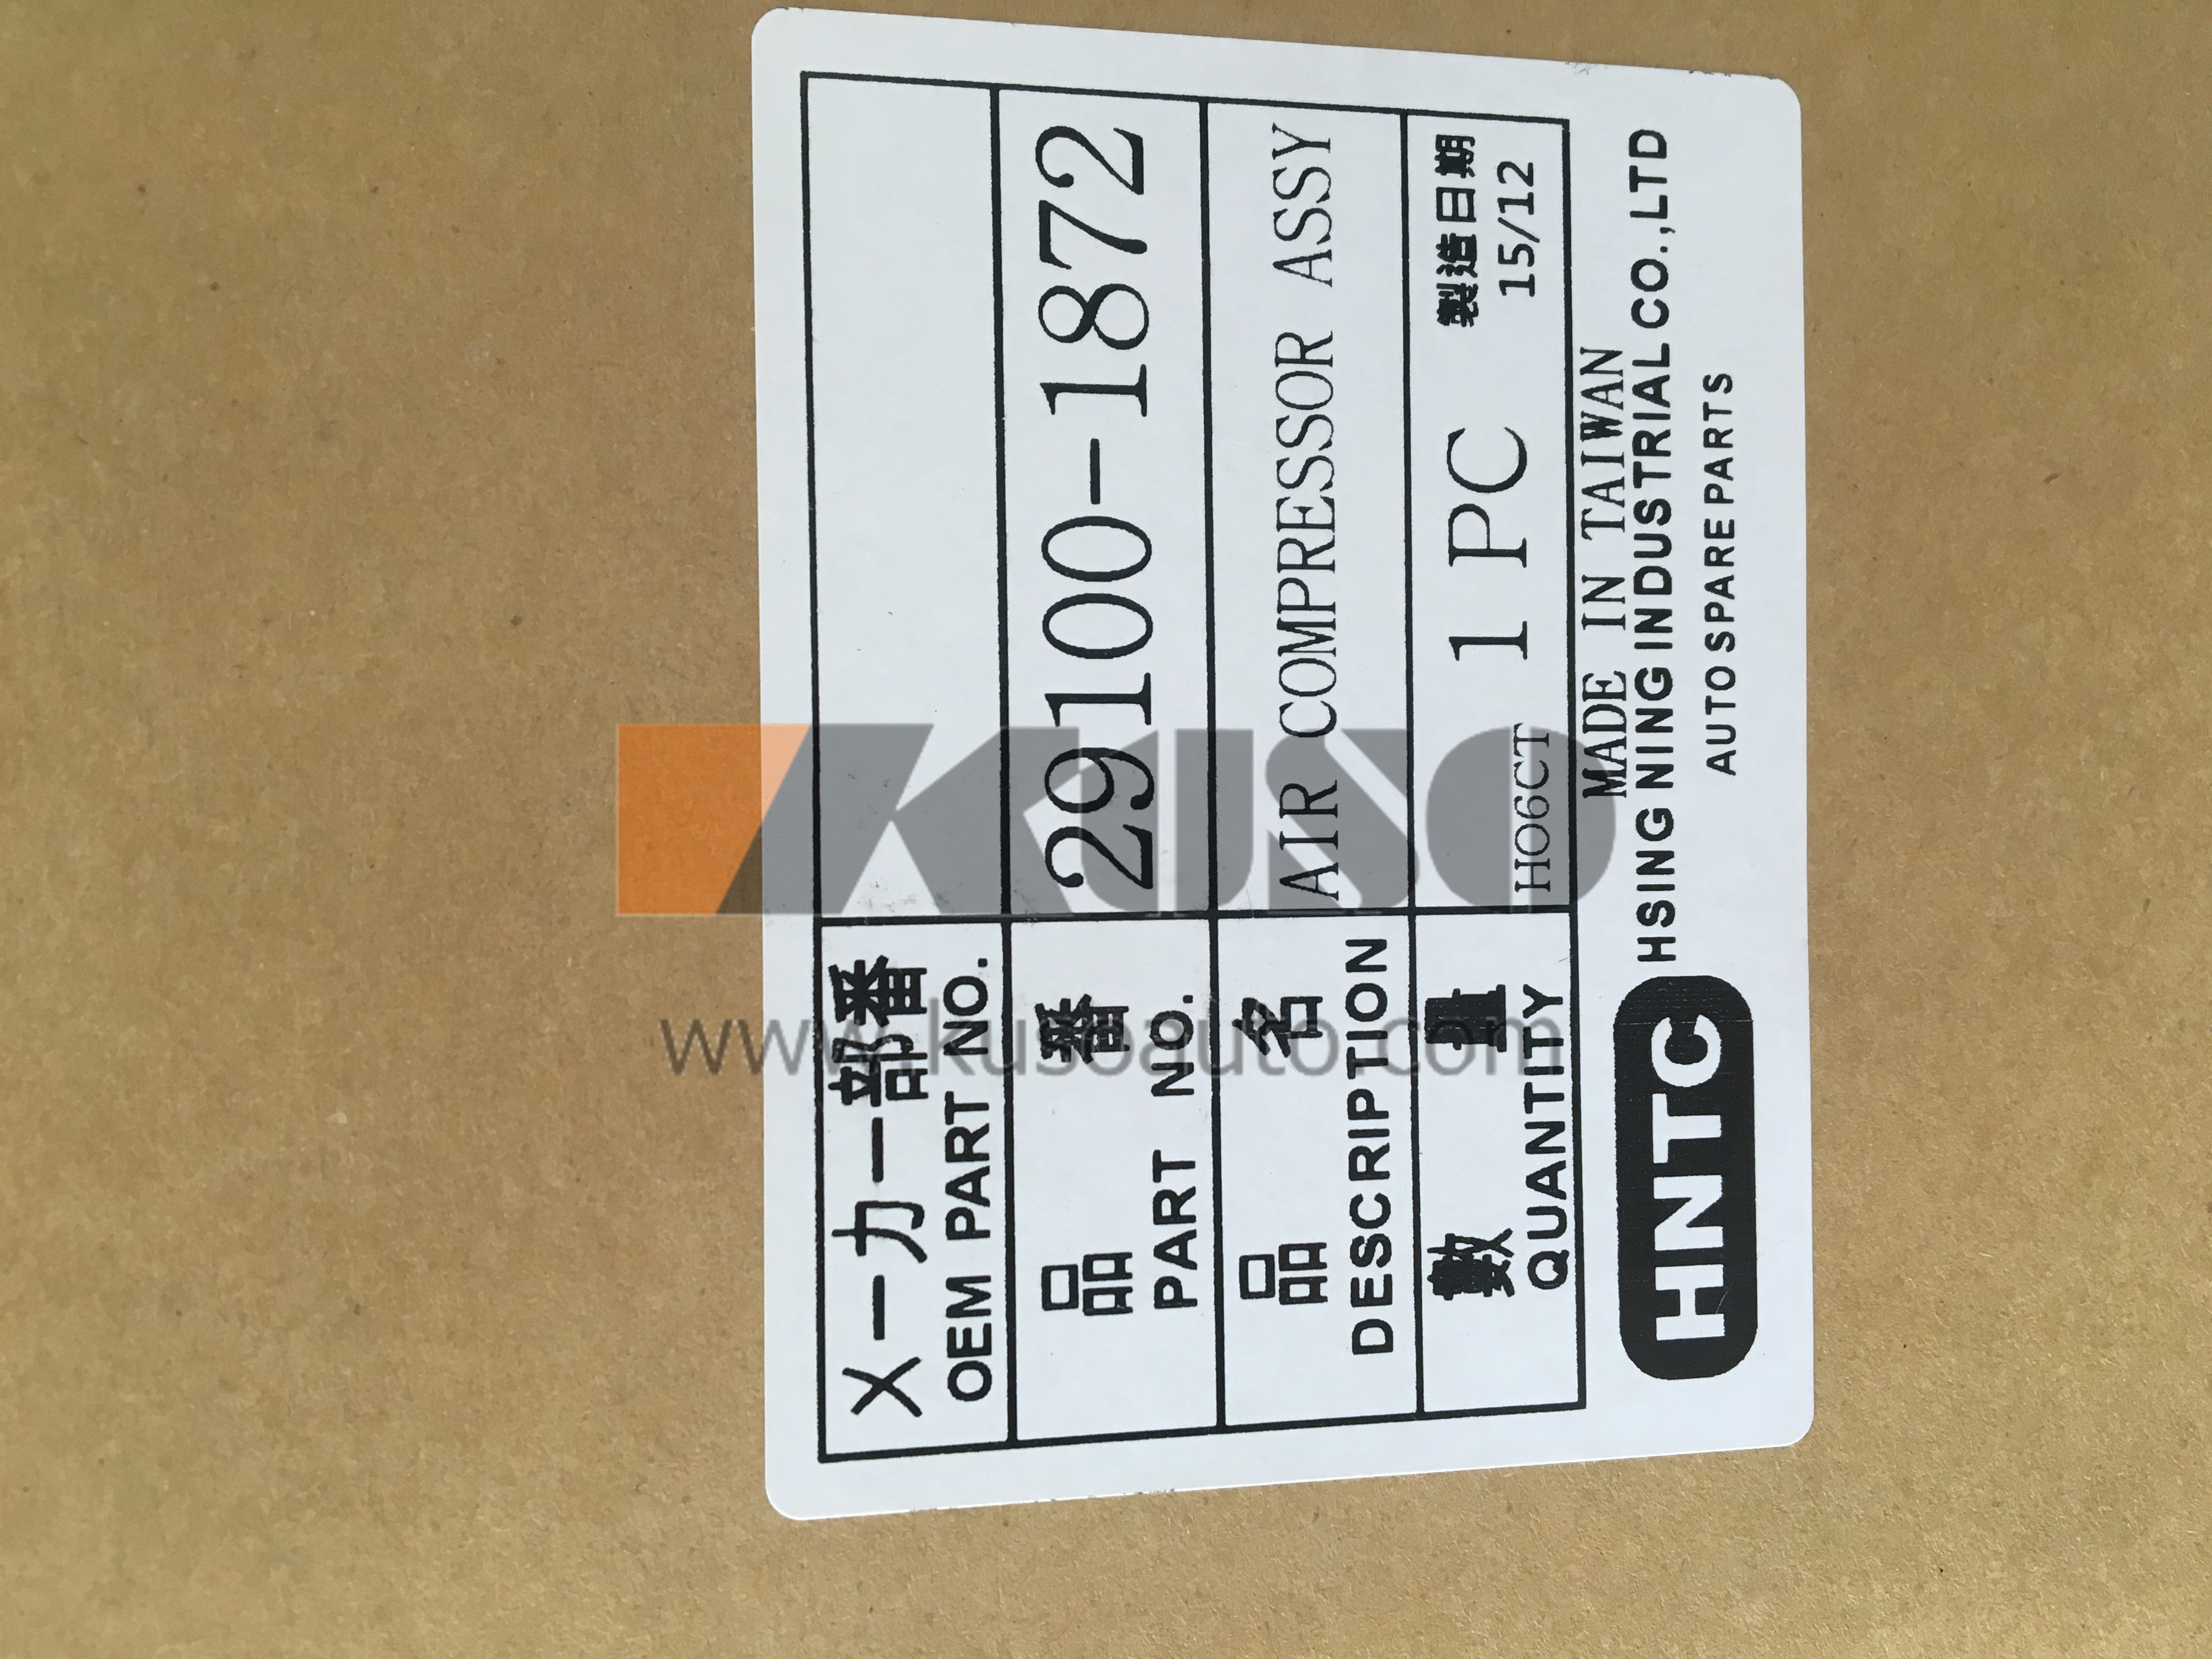 メーカー部番
OEM PART NO.
品 番
PART NO.
29100-1872
品 名
DESCRIPTION
AIR COMPRESSOR ASSY
數 量
QUANTITY
HO6CT 1 PC
製造日期
15/12
MADE IN TAIWAN
HNTC HSING NING INDUSTRIAL CO.,LTD
AUTO SPARE PARTS
KUSO
www.kusoauto.com